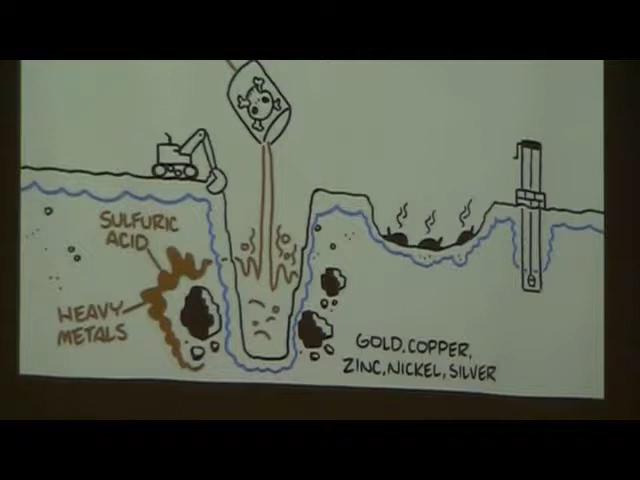 SULFURIC
ACID
HEAVY
METALS
GOLD, COPPER,
ZINC, NICKEL, SILVER